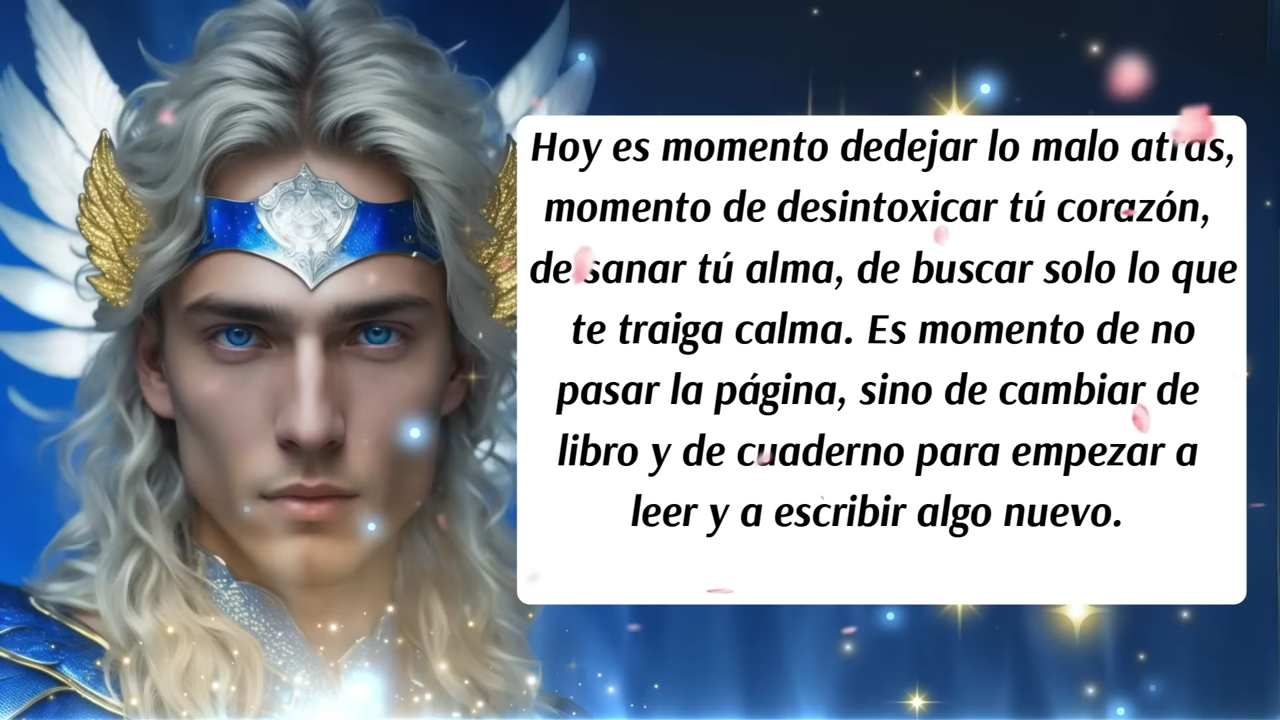 Hoy es momento dedejar lo malo atrás,
momento de desintoxicar tú corazón,
de sanar tú alma, de buscar solo lo que
te traiga calma. Es momento de no
pasar la página, sino de cambiar de
libro y de cuaderno para empezar a
leer y a escribir algo nuevo.